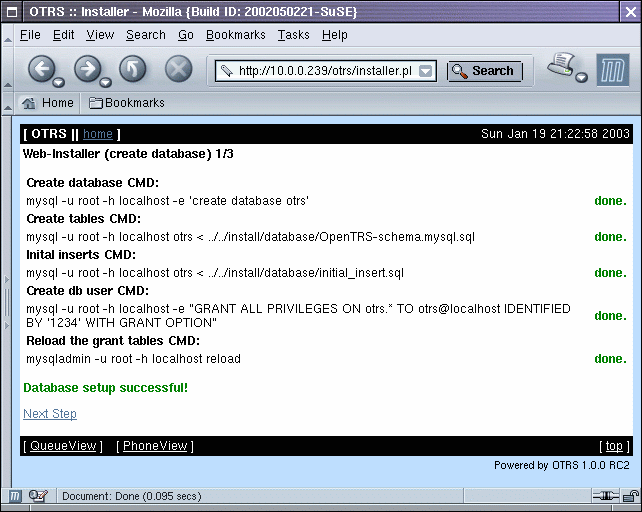 OTRS :: Installer - Mozilla {Build ID: 2002050221-SuSE}
File Edit View Search Go Bookmarks Tasks Help
http://10.0.0.239/otrs/installer.pl Search
Home Bookmarks
[ OTRS || home ] Sun Jan 19 21:22:58 2003
Web-Installer (create database) 1/3
Create database CMD:
mysql -u root -h localhost -e 'create database otrs' done.
Create tables CMD:
mysql -u root -h localhost otrs < ../../install/database/OpenTRS-schema.mysql.sql done.
Inital inserts CMD:
mysql -u root -h localhost otrs < ../../install/database/initial_insert.sql done.
Create db user CMD:
mysql -u root -h localhost -e "GRANT ALL PRIVILEGES ON otrs.* TO otrs@localhost IDENTIFIED
BY '1234' WITH GRANT OPTION" done.
Reload the grant tables CMD:
mysqladmin -u root -h localhost reload done.
Database setup successful!
Next Step
[ QueueView ] [ PhoneView ] [ top ]
Powered by OTRS 1.0.0 RC2
Document: Done (0.095 secs)